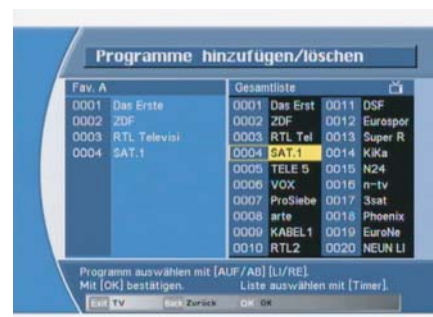 Programme hinzufügen/löschen
Fav. A
0001 Das Erste
0002 ZDF
0003 RTL Televisi
0004 SAT.1
Gesamtliste
0001 Das Erst 0011 DSF
0002 ZDF 0012 Eurospor
0003 RTL Tel 0013 Super R
0004 SAT.1 0014 KiKa
0005 TELE 5 0015 N24
0006 VOX 0016 n-tv
0007 ProSiebe 0017 3sat
0008 arte 0018 Phoenix
0009 KABEL1 0019 EuroNe
0010 RTL2 0020 NEUN LI
Programm auswählen mit [AUF/AB] [LI/RE].
Mit [OK] bestätigen. Liste auswählen mit [Timer].
Exit TV Back Zurück OK OK